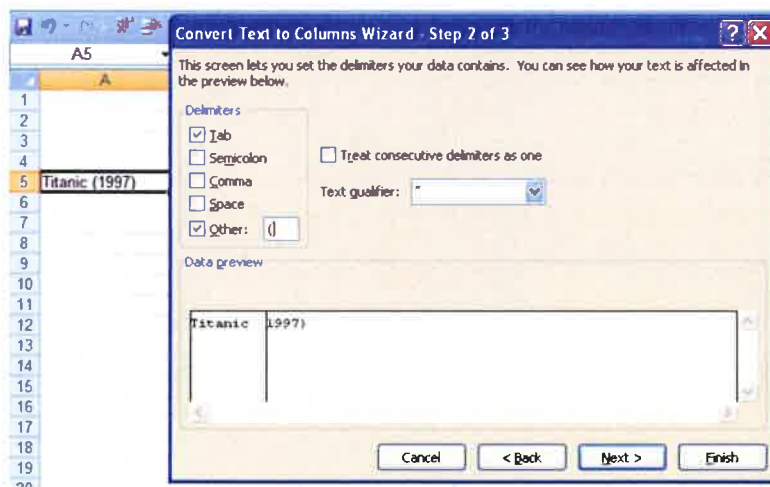 Convert Text to Columns Wizard - Step 2 of 3
A5
This screen lets you set the delimiters your data contains. You can see how your text is affected in
the preview below.
A
1
2
3
4
5 Titanic (1997)
6
7
8
9
10
11
12
13
14
15
16
17
18
19
20
Delimiters
Tab
Semicolon
Comma
Space
Other: (
Treat consecutive delimiters as one
Text qualifier: "
Data preview
Titanic 1997)
Cancel
< Back
Next >
Finish